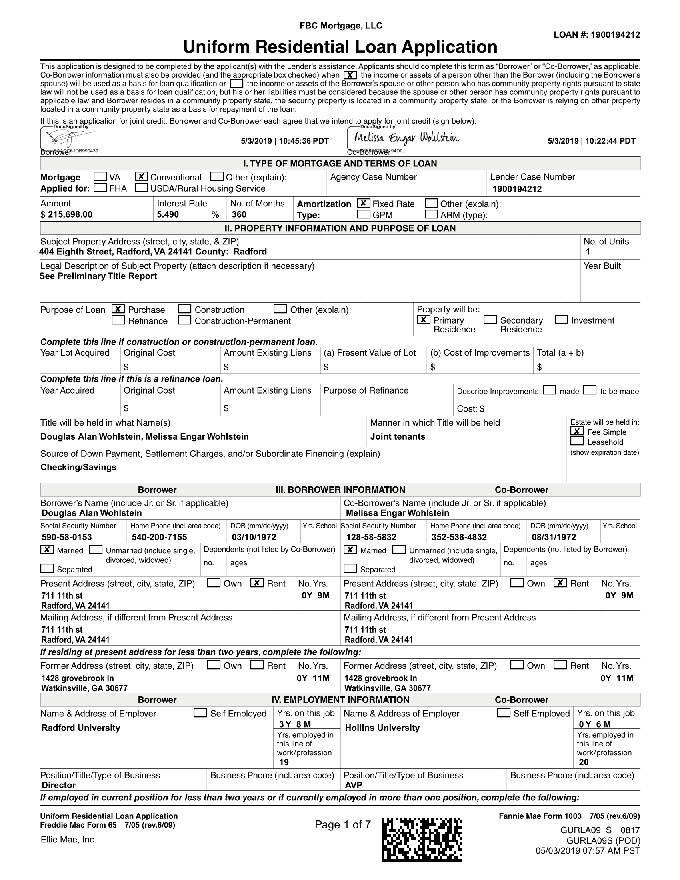 FBC Mortgage, LLC
LOAN #: 1900194212
Uniform Residential Loan Application
This application is designed to be completed by the applicant(s) with the Lender's assistance. Applicants should complete this form as "Borrower" or "Co-Borrower," as applicable.
Co-Borrower information must also be provided (and the appropriate box checked) when X the income or assets of a person other than the Borrower (including the Borrower's
spouse) will be used as a basis for loan qualification or the income or assets of the Borrower's spouse or other person who has community property rights pursuant to state
law will not be used as a basis for loan qualification, but his or her liabilities must be considered because the spouse or other person has community property rights pursuant to
applicable law and Borrower resides in a community property state, the security property is located in a community property state, or the Borrower is relying on other property
located in a community property state as a basis for repayment of the loan.
If this is an application for joint credit, Borrower and Co-Borrower each agree that we intend to apply for joint credit (sign below).
DocuSigned by DocuSigned by
5/3/2019 | 10:45:36 PDT Melissa Engar Wohlstein 5/3/2019 | 10:22:44 PDT
Borrower Co-Borrower
I. TYPE OF MORTGAGE AND TERMS OF LOAN
Mortgage VA X Conventional Other (explain): Agency Case Number Lender Case Number
Applied for: FHA USDA/Rural Housing Service 1900194212
Amount Interest Rate No. of Months Amortization X Fixed Rate Other (explain):
$ 215,698.00 5.490 % 360 Type: GPM ARM (type):
II. PROPERTY INFORMATION AND PURPOSE OF LOAN
Subject Property Address (street, city, state, & ZIP) No. of Units
404 Eighth Street, Radford, VA 24141 County: Radford 1
Legal Description of Subject Property (attach description if necessary) Year Built
See Preliminary Title Report
Purpose of Loan X Purchase Construction Other (explain): Property will be:
Refinance Construction-Permanent X Primary Residence Secondary Residence Investment
Complete this line if construction or construction-permanent loan.
Year Lot Acquired Original Cost Amount Existing Liens (a) Present Value of Lot (b) Cost of Improvements Total (a + b)
$ $ $ $ $
Complete this line if this is a refinance loan.
Year Acquired Original Cost Amount Existing Liens Purpose of Refinance Describe Improvements made to be made
$ $ Cost: $
Title will be held in what Name(s) Manner in which Title will be held Estate will be held in:
Douglas Alan Wohlstein, Melissa Engar Wohlstein Joint tenants X Fee Simple
Leasehold
Source of Down Payment, Settlement Charges, and/or Subordinate Financing (explain) (show expiration date)
Checking/Savings
Borrower III. BORROWER INFORMATION Co-Borrower
Borrower's Name (include Jr. or Sr. if applicable) Co-Borrower's Name (include Jr. or Sr. if applicable)
Douglas Alan Wohlstein Melissa Engar Wohlstein
Social Security Number Home Phone (incl. area code) DOB (mm/dd/yyyy) Yrs. School Social Security Number Home Phone (incl. area code) DOB (mm/dd/yyyy) Yrs. School
590-58-0153 540-200-7155 03/10/1972 128-58-5832 352-538-4832 08/31/1972
X Married Unmarried (include single, divorced, widowed) Dependents (not listed by Co-Borrower) X Married Unmarried (include single, divorced, widowed) Dependents (not listed by Borrower)
Separated no. ages Separated no. ages
Present Address (street, city, state, ZIP) Own X Rent No. Yrs. Present Address (street, city, state, ZIP) Own X Rent No. Yrs.
711 11th st 0Y 9M 711 11th st 0Y 9M
Radford, VA 24141 Radford, VA 24141
Mailing Address, if different from Present Address Mailing Address, if different from Present Address
711 11th st 711 11th st
Radford, VA 24141 Radford, VA 24141
If residing at present address for less than two years, complete the following:
Former Address (street, city, state, ZIP) Own Rent No. Yrs. Former Address (street, city, state, ZIP) Own Rent No. Yrs.
1428 grovebrook ln 0Y 11M 1428 grovebrook ln 0Y 11M
Watkinsville, GA 30677 Watkinsville, GA 30677
Borrower IV. EMPLOYMENT INFORMATION Co-Borrower
Name & Address of Employer Self Employed Yrs. on this job Name & Address of Employer Self Employed Yrs. on this job
Radford University 3Y 8M Hollins University 0Y 6M
Yrs. employed in this line of work/profession Yrs. employed in this line of work/profession
19 20
Position/Title/Type of Business Business Phone (incl. area code) Position/Title/Type of Business Business Phone (incl. area code)
Director AVP
If employed in current position for less than two years or if currently employed in more than one position, complete the following:
Uniform Residential Loan Application Fannie Mae Form 1003 7/05 (rev.6/09)
Freddie Mac Form 65 7/05 (rev.6/09)
Page 1 of 7
Ellie Mae, Inc. GURLA09 S 0817
GURLA09S (POD)
05/03/2019 07:57 AM PST